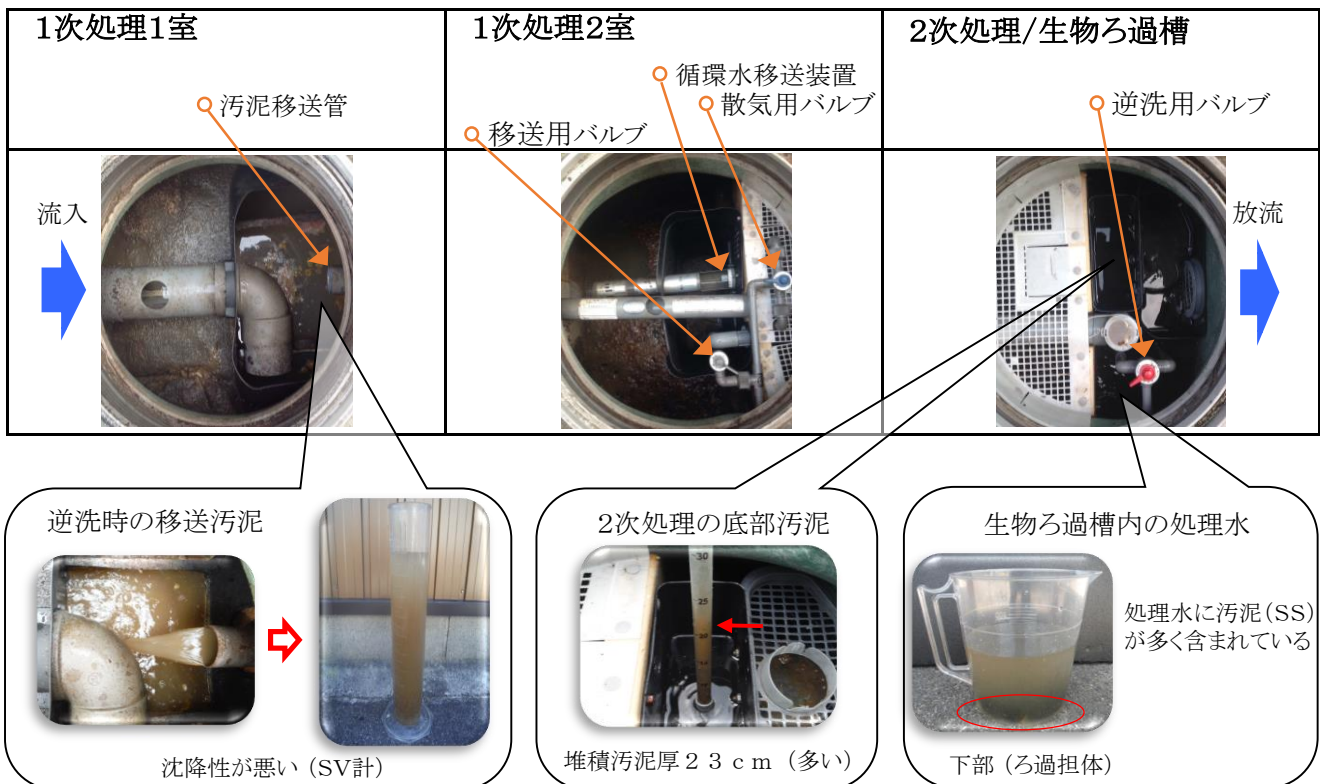 1次処理1室
1次処理2室
2次処理/生物ろ過槽
汚泥移送管
循環水移送装置
散気用バルブ
移送用バルブ
逆洗用バルブ
流入
放流
逆洗時の移送汚泥
沈降性が悪い (SV計)
2次処理の底部汚泥
30
25
20
堆積汚泥厚23cm (多い)
生物ろ過槽内の処理水
処理水に汚泥(SS)
が多く含まれている
下部 (ろ過担体)